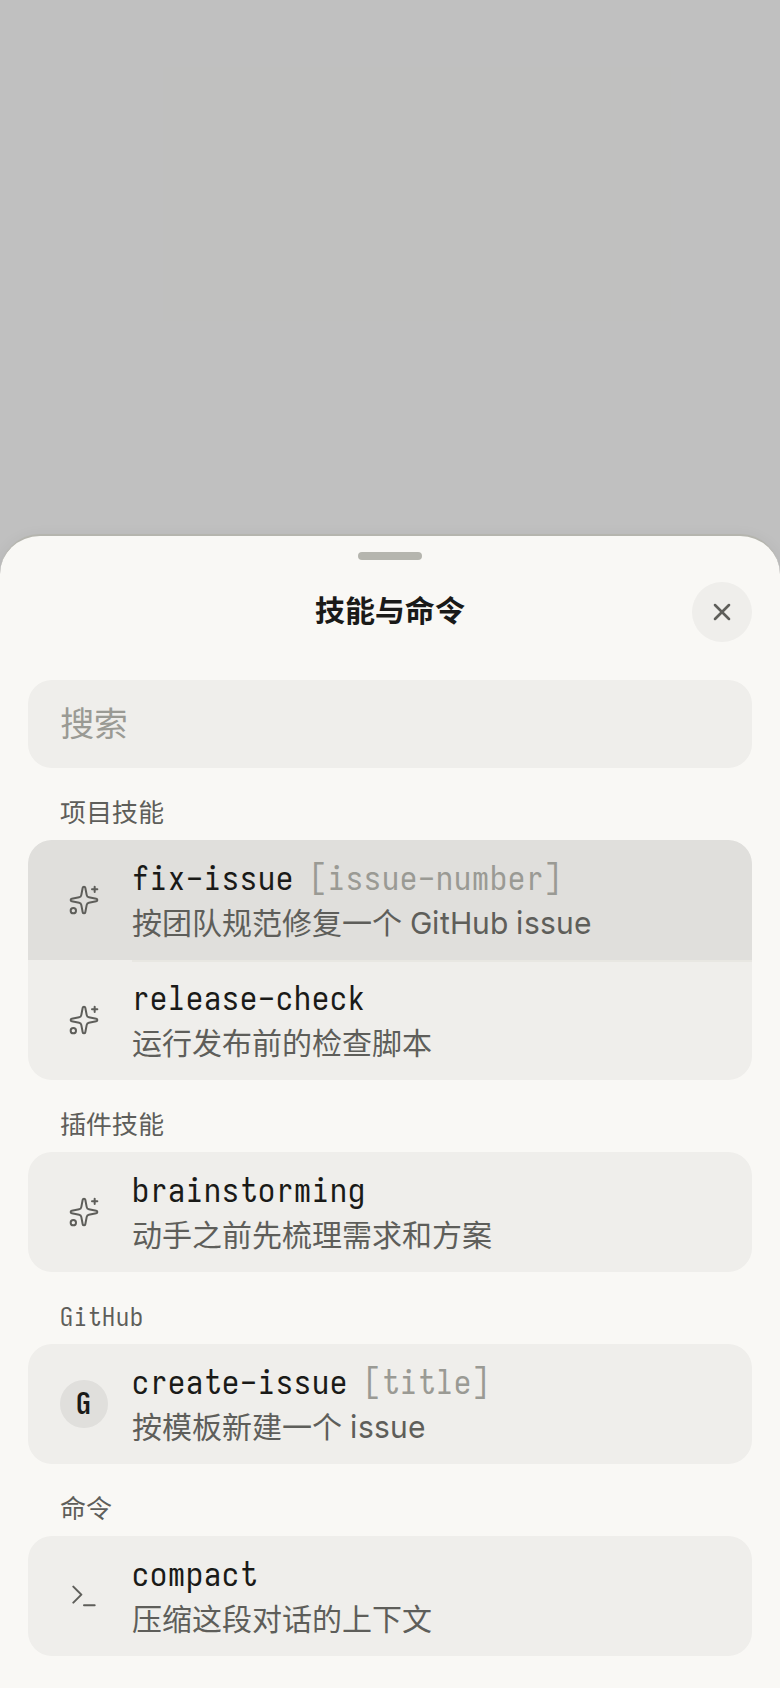 技能与命令
搜索
项目技能
fix-issue [issue-number]
按团队规范修复一个 GitHub issue
release-check
运行发布前的检查脚本
插件技能
brainstorming
动手之前先梳理需求和方案
GitHub
G
create-issue [title]
按模板新建一个 issue
命令
compact
压缩这段对话的上下文